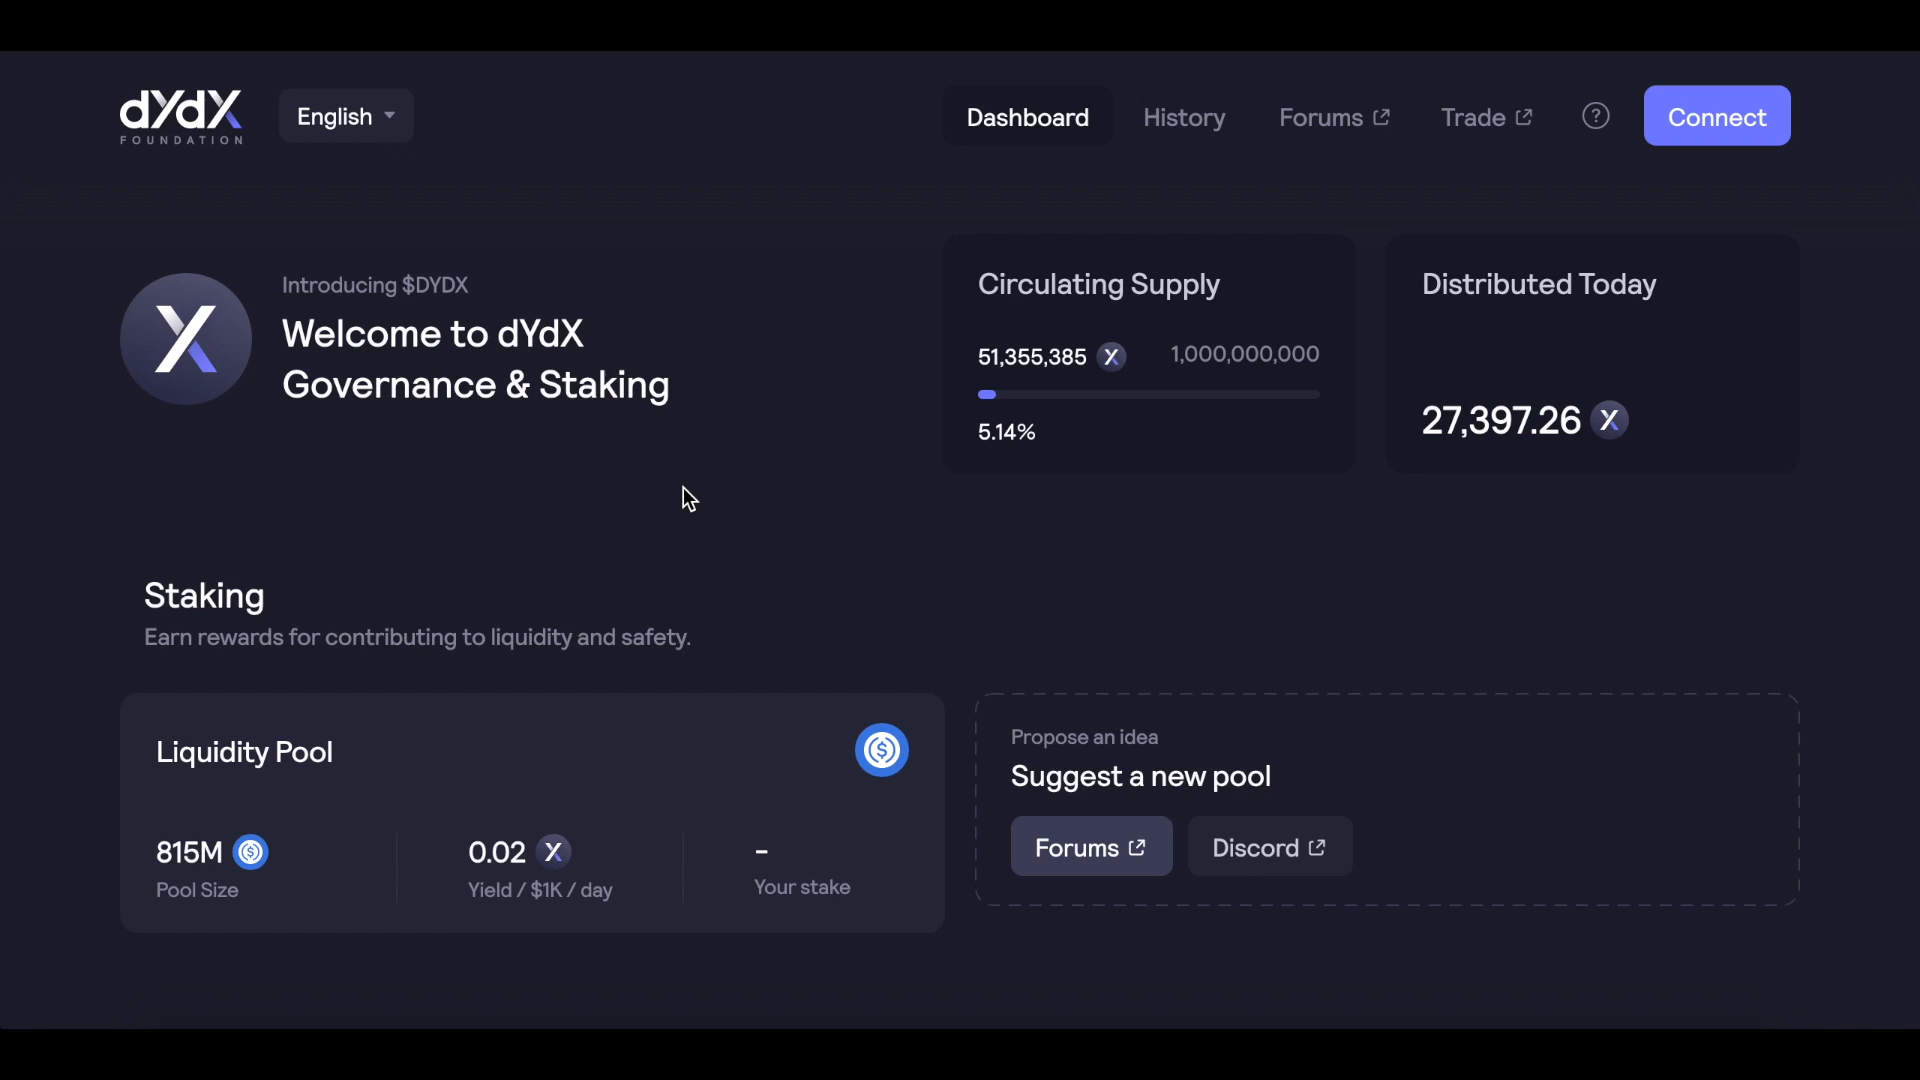 dYdX
FOUNDATION
English
Dashboard
History
Forums
Trade
?
Connect
Introducing $DYDX
Welcome to dYdX
Governance & Staking
Circulating Supply
51,355,385
1,000,000,000
5.14%
Distributed Today
27,397.26
Staking
Earn rewards for contributing to liquidity and safety.
Liquidity Pool
815M
Pool Size
0.02
Yield / $1K / day
-
Your stake
Propose an idea
Suggest a new pool
Forums
Discord